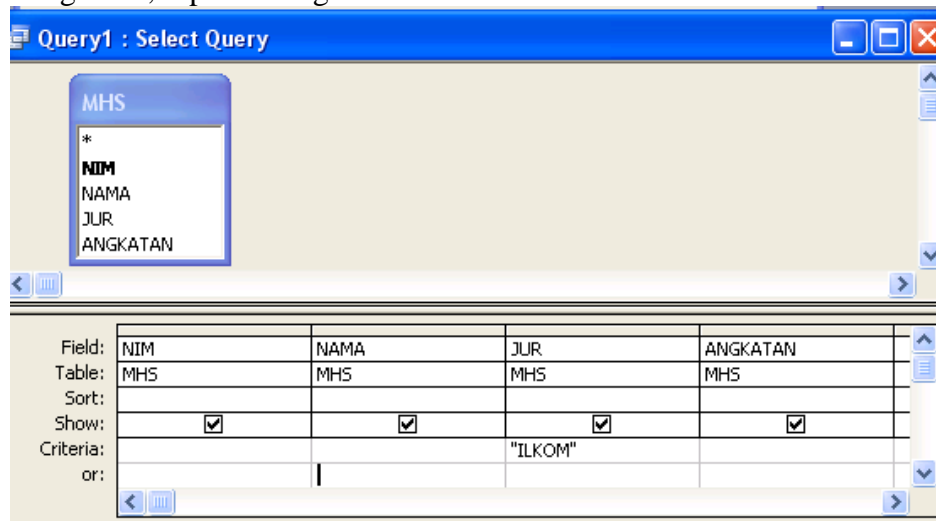 Query1 : Select Query
MHS
*
NIM
NAMA
JUR
ANGKATAN
Field: NIM NAMA JUR ANGKATAN
Table: MHS MHS MHS MHS
Sort:
Show:
Criteria: "ILKOM"
or: